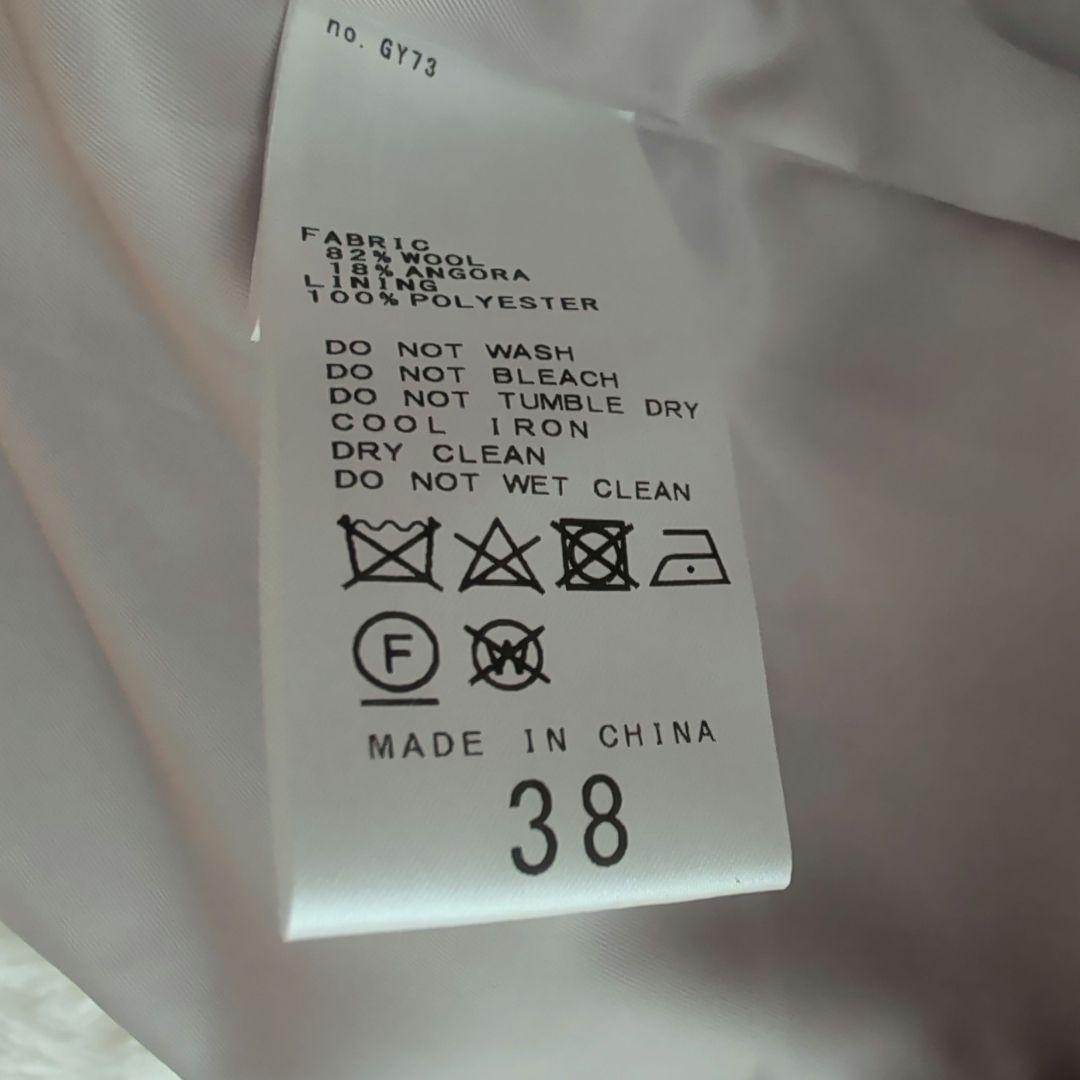 no. GY73
FABRIC
82% WOOL
18% ANGORA
LINING
100% POLYESTER
DO NOT WASH
DO NOT BLEACH
DO NOT TUMBLE DRY
COOL IRON
DRY CLEAN
DO NOT WET CLEAN
F W
MADE IN CHINA
38